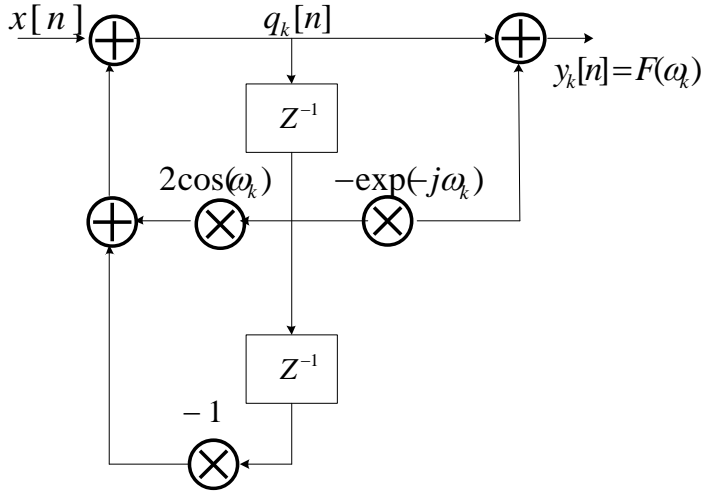 x[n]
q_k[n]
y_k[n]=F(ω_k)
Z^{-1}
2cos(ω_k)
−exp(−jω_k)
Z^{-1}
−1